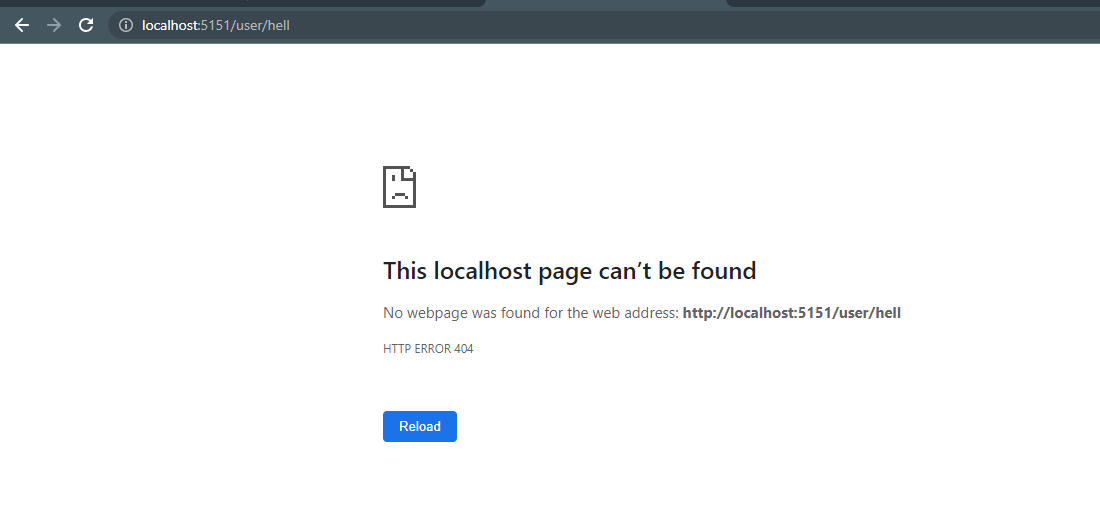 localhost:5151/user/hell
This localhost page can’t be found
No webpage was found for the web address: http://localhost:5151/user/hell
HTTP ERROR 404
Reload